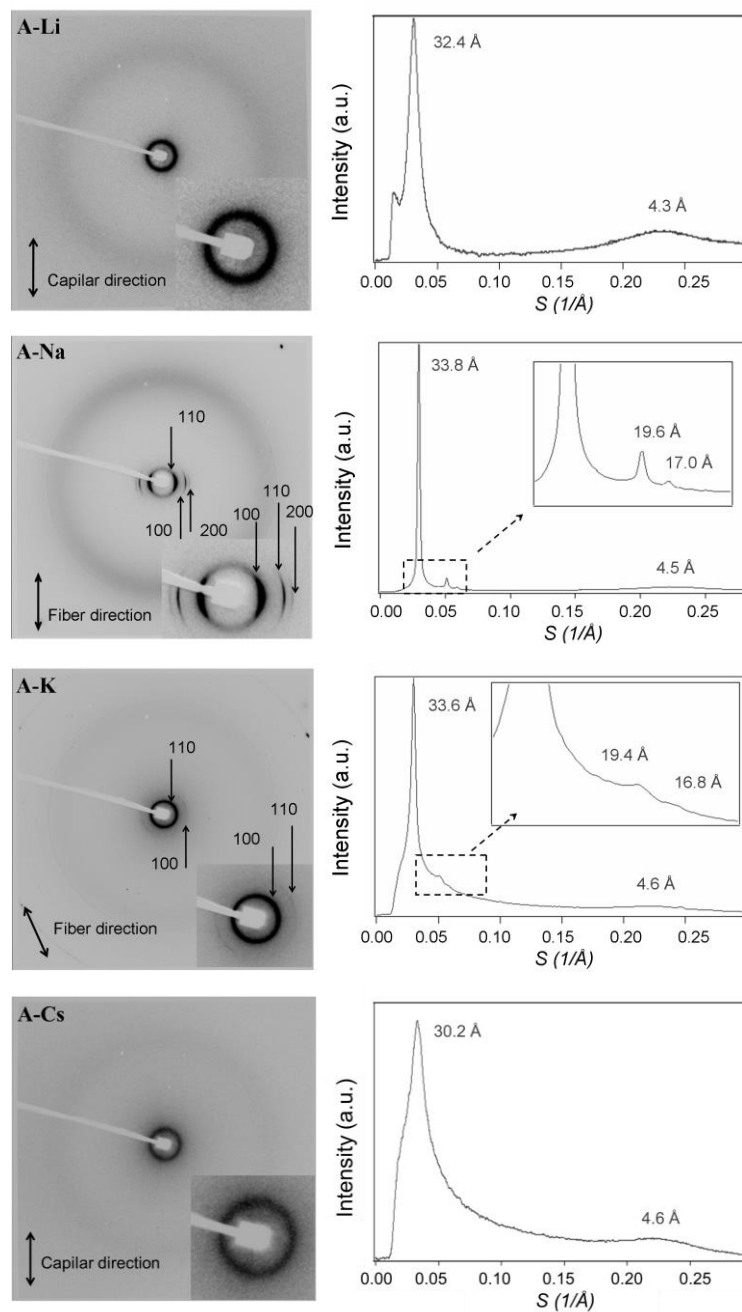 A-Li
Capilar direction
Intensity (a.u.)
32.4 Å
4.3 Å
0.00 0.05 0.10 0.15 0.20 0.25
S (1/Å)
A-Na
110
100 200
100 110 200
Fiber direction
Intensity (a.u.)
33.8 Å
19.6 Å
17.0 Å
4.5 Å
0.00 0.05 0.10 0.15 0.20 0.25
S (1/Å)
A-K
110
100
100 110
Fiber direction
Intensity (a.u.)
33.6 Å
19.4 Å
16.8 Å
4.6 Å
0.00 0.05 0.10 0.15 0.20 0.25
S (1/Å)
A-Cs
Capilar direction
Intensity (a.u.)
30.2 Å
4.6 Å
0.00 0.05 0.10 0.15 0.20 0.25
S (1/Å)